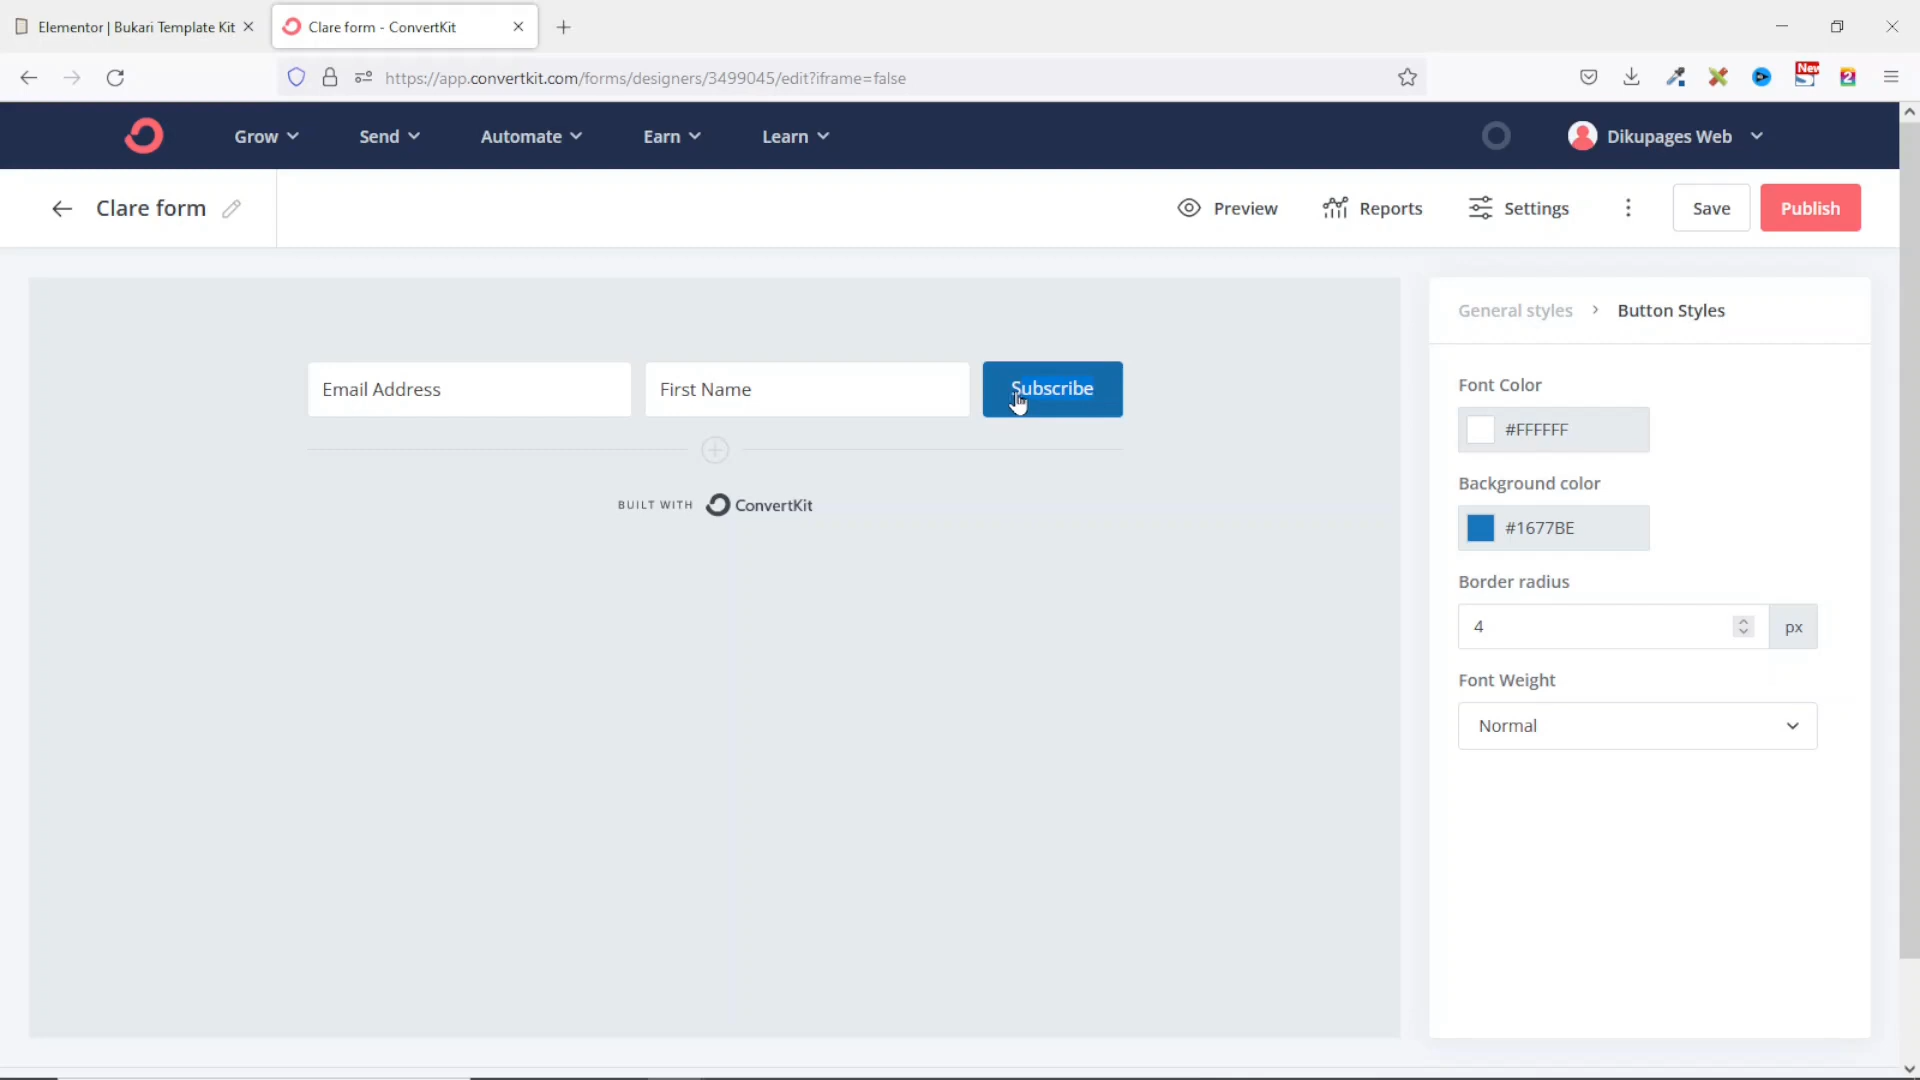 Elementor | Bukari Template Kit
Clare form - ConvertKit
https://app.convertkit.com/forms/designers/3499045/edit?iframe=false
New
2
Grow
Send
Automate
Earn
Learn
Dikupages Web
Clare form
Preview
Reports
Settings
Save
Publish
Email Address
First Name
Subscribe
BUILT WITH ConvertKit
General styles > Button Styles
Font Color
#FFFFFF
Background color
#1677BE
Border radius
4
px
Font Weight
Normal